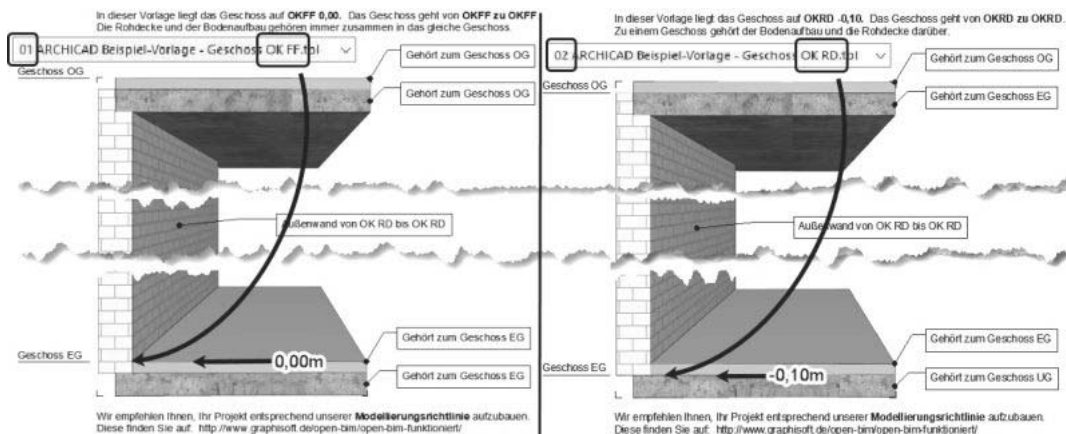 In dieser Vorlage liegt das Geschoss auf OKFF 0,00. Das Geschoss geht von OKFF zu OKFF
Die Rohdecke und der Bodenaufbau gehören immer zusammen in das gleiche Geschoss.
01 ARCHICAD Beispiel-Vorlage - Geschoss OK FF.tpl
Geschoss OG
Gehört zum Geschoss OG
Gehört zum Geschoss OG
Außenwand von OK RD bis OK RD
Geschoss EG
0,00m
Gehört zum Geschoss EG
Gehört zum Geschoss EG
Wir empfehlen Ihnen, Ihr Projekt entsprechend unserer Modellierungsrichtlinie aufzubauen.
Diese finden Sie auf: http://www.graphisoft.de/open-bim/open-bim-funktioniert/
In dieser Vorlage liegt das Geschoss auf OKRD -0,10. Das Geschoss geht von OKRD zu OKRD.
Zu einem Geschoss gehört der Bodenaufbau und die Rohdecke darüber.
02 ARCHICAD Beispiel-Vorlage - Geschoss OK RD.tpl
Geschoss OG
Gehört zum Geschoss OG
Gehört zum Geschoss EG
Außenwand von OK RD bis OK RD
Geschoss EG
-0,10m
Gehört zum Geschoss EG
Gehört zum Geschoss UG
Wir empfehlen Ihnen, Ihr Projekt entsprechend unserer Modellierungsrichtlinie aufzubauen.
Diese finden Sie auf: http://www.graphisoft.de/open-bim/open-bim-funktioniert/